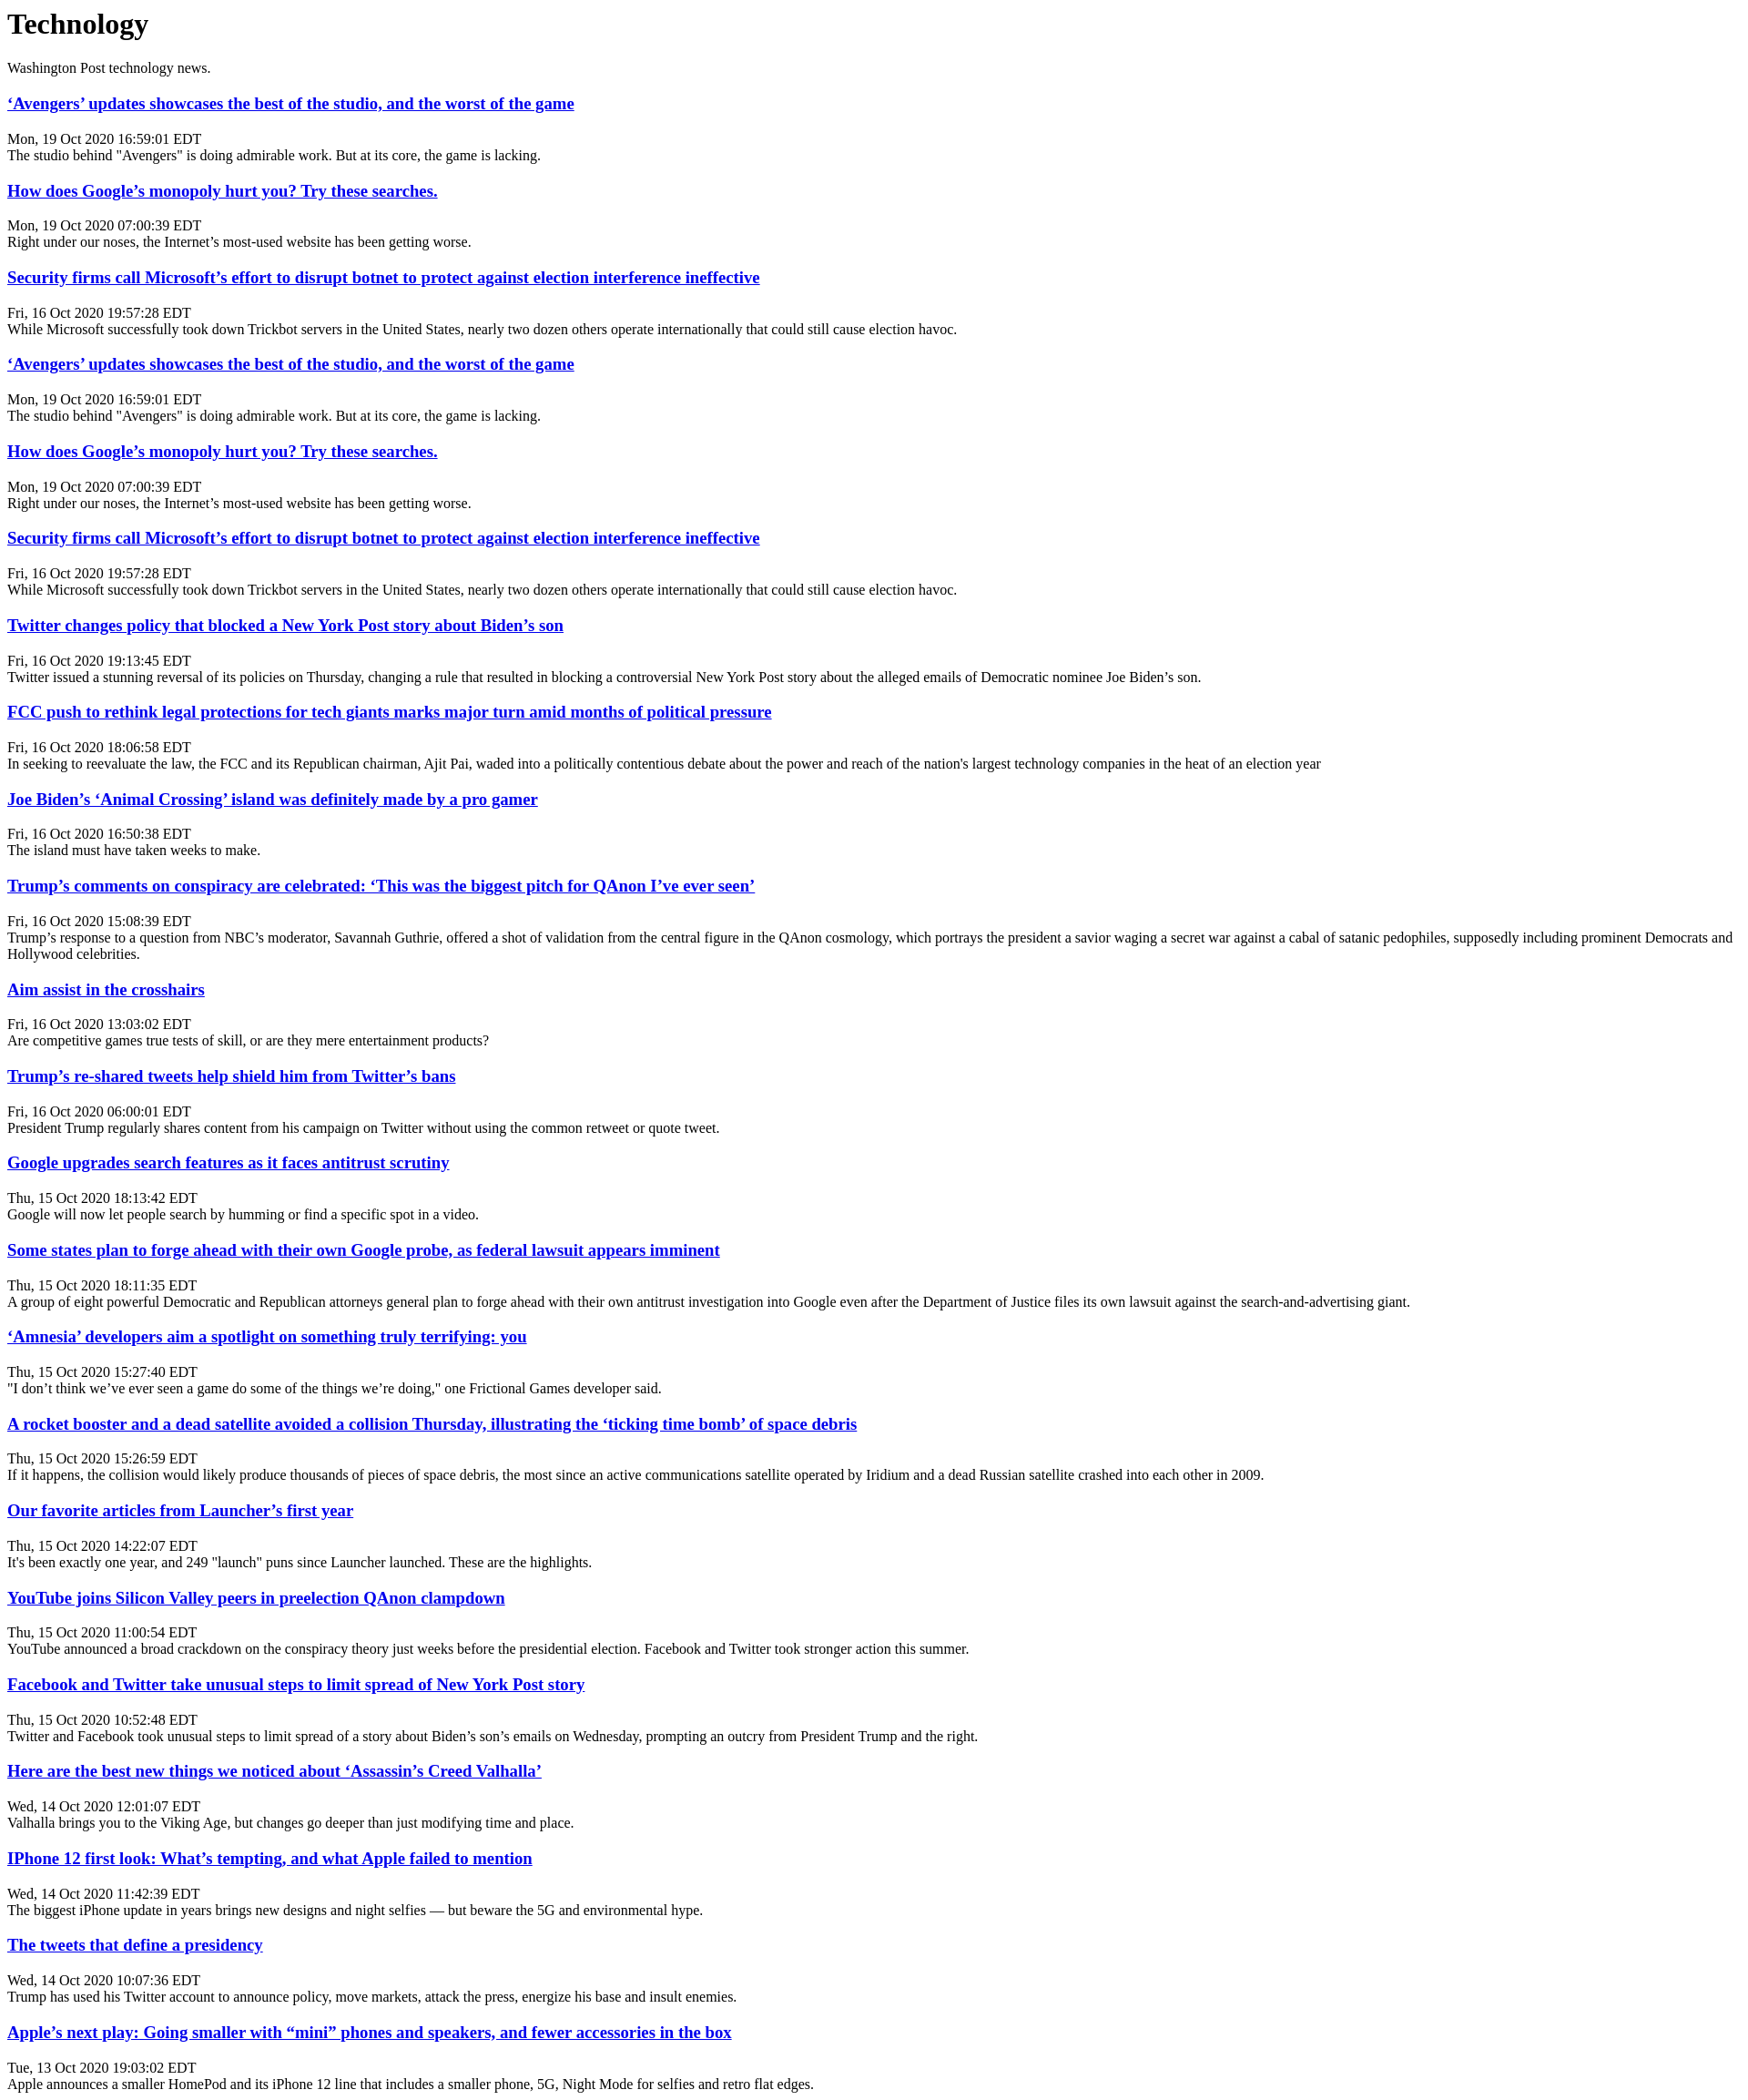 Technology
Washington Post technology news.
‘Avengers’ updates showcases the best of the studio, and the worst of the game
Mon, 19 Oct 2020 16:59:01 EDT
The studio behind "Avengers" is doing admirable work. But at its core, the game is lacking.
How does Google’s monopoly hurt you? Try these searches.
Mon, 19 Oct 2020 07:00:39 EDT
Right under our noses, the Internet’s most-used website has been getting worse.
Security firms call Microsoft’s effort to disrupt botnet to protect against election interference ineffective
Fri, 16 Oct 2020 19:57:28 EDT
While Microsoft successfully took down Trickbot servers in the United States, nearly two dozen others operate internationally that could still cause election havoc.
‘Avengers’ updates showcases the best of the studio, and the worst of the game
Mon, 19 Oct 2020 16:59:01 EDT
The studio behind "Avengers" is doing admirable work. But at its core, the game is lacking.
How does Google’s monopoly hurt you? Try these searches.
Mon, 19 Oct 2020 07:00:39 EDT
Right under our noses, the Internet’s most-used website has been getting worse.
Security firms call Microsoft’s effort to disrupt botnet to protect against election interference ineffective
Fri, 16 Oct 2020 19:57:28 EDT
While Microsoft successfully took down Trickbot servers in the United States, nearly two dozen others operate internationally that could still cause election havoc.
Twitter changes policy that blocked a New York Post story about Biden’s son
Fri, 16 Oct 2020 19:13:45 EDT
Twitter issued a stunning reversal of its policies on Thursday, changing a rule that resulted in blocking a controversial New York Post story about the alleged emails of Democratic nominee Joe Biden’s son.
FCC push to rethink legal protections for tech giants marks major turn amid months of political pressure
Fri, 16 Oct 2020 18:06:58 EDT
In seeking to reevaluate the law, the FCC and its Republican chairman, Ajit Pai, waded into a politically contentious debate about the power and reach of the nation's largest technology companies in the heat of an election year
Joe Biden’s ‘Animal Crossing’ island was definitely made by a pro gamer
Fri, 16 Oct 2020 16:50:38 EDT
The island must have taken weeks to make.
Trump’s comments on conspiracy are celebrated: ‘This was the biggest pitch for QAnon I’ve ever seen’
Fri, 16 Oct 2020 15:08:39 EDT
Trump’s response to a question from NBC’s moderator, Savannah Guthrie, offered a shot of validation from the central figure in the QAnon cosmology, which portrays the president a savior waging a secret war against a cabal of satanic pedophiles, supposedly including prominent Democrats and
Hollywood celebrities.
Aim assist in the crosshairs
Fri, 16 Oct 2020 13:03:02 EDT
Are competitive games true tests of skill, or are they mere entertainment products?
Trump’s re-shared tweets help shield him from Twitter’s bans
Fri, 16 Oct 2020 06:00:01 EDT
President Trump regularly shares content from his campaign on Twitter without using the common retweet or quote tweet.
Google upgrades search features as it faces antitrust scrutiny
Thu, 15 Oct 2020 18:13:42 EDT
Google will now let people search by humming or find a specific spot in a video.
Some states plan to forge ahead with their own Google probe, as federal lawsuit appears imminent
Thu, 15 Oct 2020 18:11:35 EDT
A group of eight powerful Democratic and Republican attorneys general plan to forge ahead with their own antitrust investigation into Google even after the Department of Justice files its own lawsuit against the search-and-advertising giant.
‘Amnesia’ developers aim a spotlight on something truly terrifying: you
Thu, 15 Oct 2020 15:27:40 EDT
"I don’t think we’ve ever seen a game do some of the things we’re doing," one Frictional Games developer said.
A rocket booster and a dead satellite avoided a collision Thursday, illustrating the ‘ticking time bomb’ of space debris
Thu, 15 Oct 2020 15:26:59 EDT
If it happens, the collision would likely produce thousands of pieces of space debris, the most since an active communications satellite operated by Iridium and a dead Russian satellite crashed into each other in 2009.
Our favorite articles from Launcher’s first year
Thu, 15 Oct 2020 14:22:07 EDT
It's been exactly one year, and 249 "launch" puns since Launcher launched. These are the highlights.
YouTube joins Silicon Valley peers in preelection QAnon clampdown
Thu, 15 Oct 2020 11:00:54 EDT
YouTube announced a broad crackdown on the conspiracy theory just weeks before the presidential election. Facebook and Twitter took stronger action this summer.
Facebook and Twitter take unusual steps to limit spread of New York Post story
Thu, 15 Oct 2020 10:52:48 EDT
Twitter and Facebook took unusual steps to limit spread of a story about Biden’s son’s emails on Wednesday, prompting an outcry from President Trump and the right.
Here are the best new things we noticed about ‘Assassin’s Creed Valhalla’
Wed, 14 Oct 2020 12:01:07 EDT
Valhalla brings you to the Viking Age, but changes go deeper than just modifying time and place.
IPhone 12 first look: What’s tempting, and what Apple failed to mention
Wed, 14 Oct 2020 11:42:39 EDT
The biggest iPhone update in years brings new designs and night selfies — but beware the 5G and environmental hype.
The tweets that define a presidency
Wed, 14 Oct 2020 10:07:36 EDT
Trump has used his Twitter account to announce policy, move markets, attack the press, energize his base and insult enemies.
Apple’s next play: Going smaller with “mini” phones and speakers, and fewer accessories in the box
Tue, 13 Oct 2020 19:03:02 EDT
Apple announces a smaller HomePod and its iPhone 12 line that includes a smaller phone, 5G, Night Mode for selfies and retro flat edges.